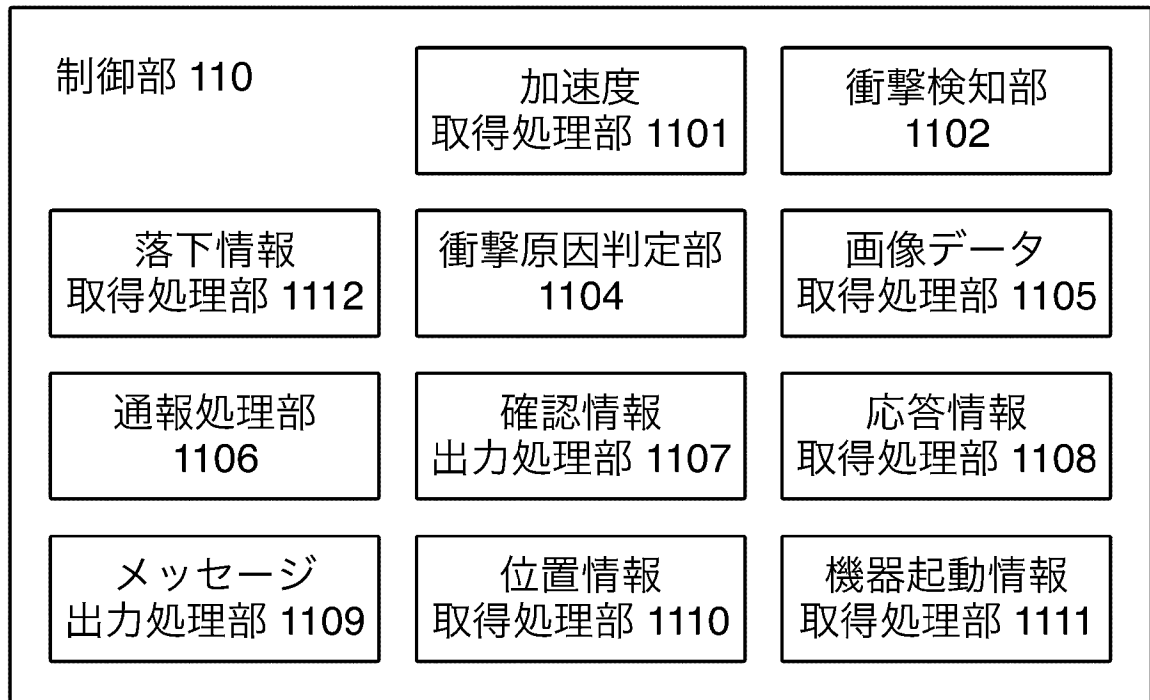 制御部 110
加速度
取得処理部 1101
衝撃検知部
1102
落下情報
取得処理部 1112
衝撃原因判定部
1104
画像データ
取得処理部 1105
通報処理部
1106
確認情報
出力処理部 1107
応答情報
取得処理部 1108
メッセージ
出力処理部 1109
位置情報
取得処理部 1110
機器起動情報
取得処理部 1111